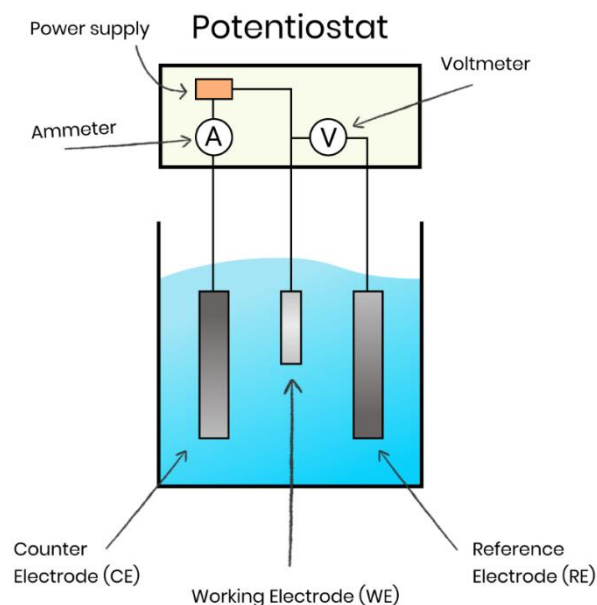 Potentiostat
Power supply
Voltmeter
Ammeter
A
V
Counter
Electrode (CE)
Working Electrode (WE)
Reference
Electrode (RE)